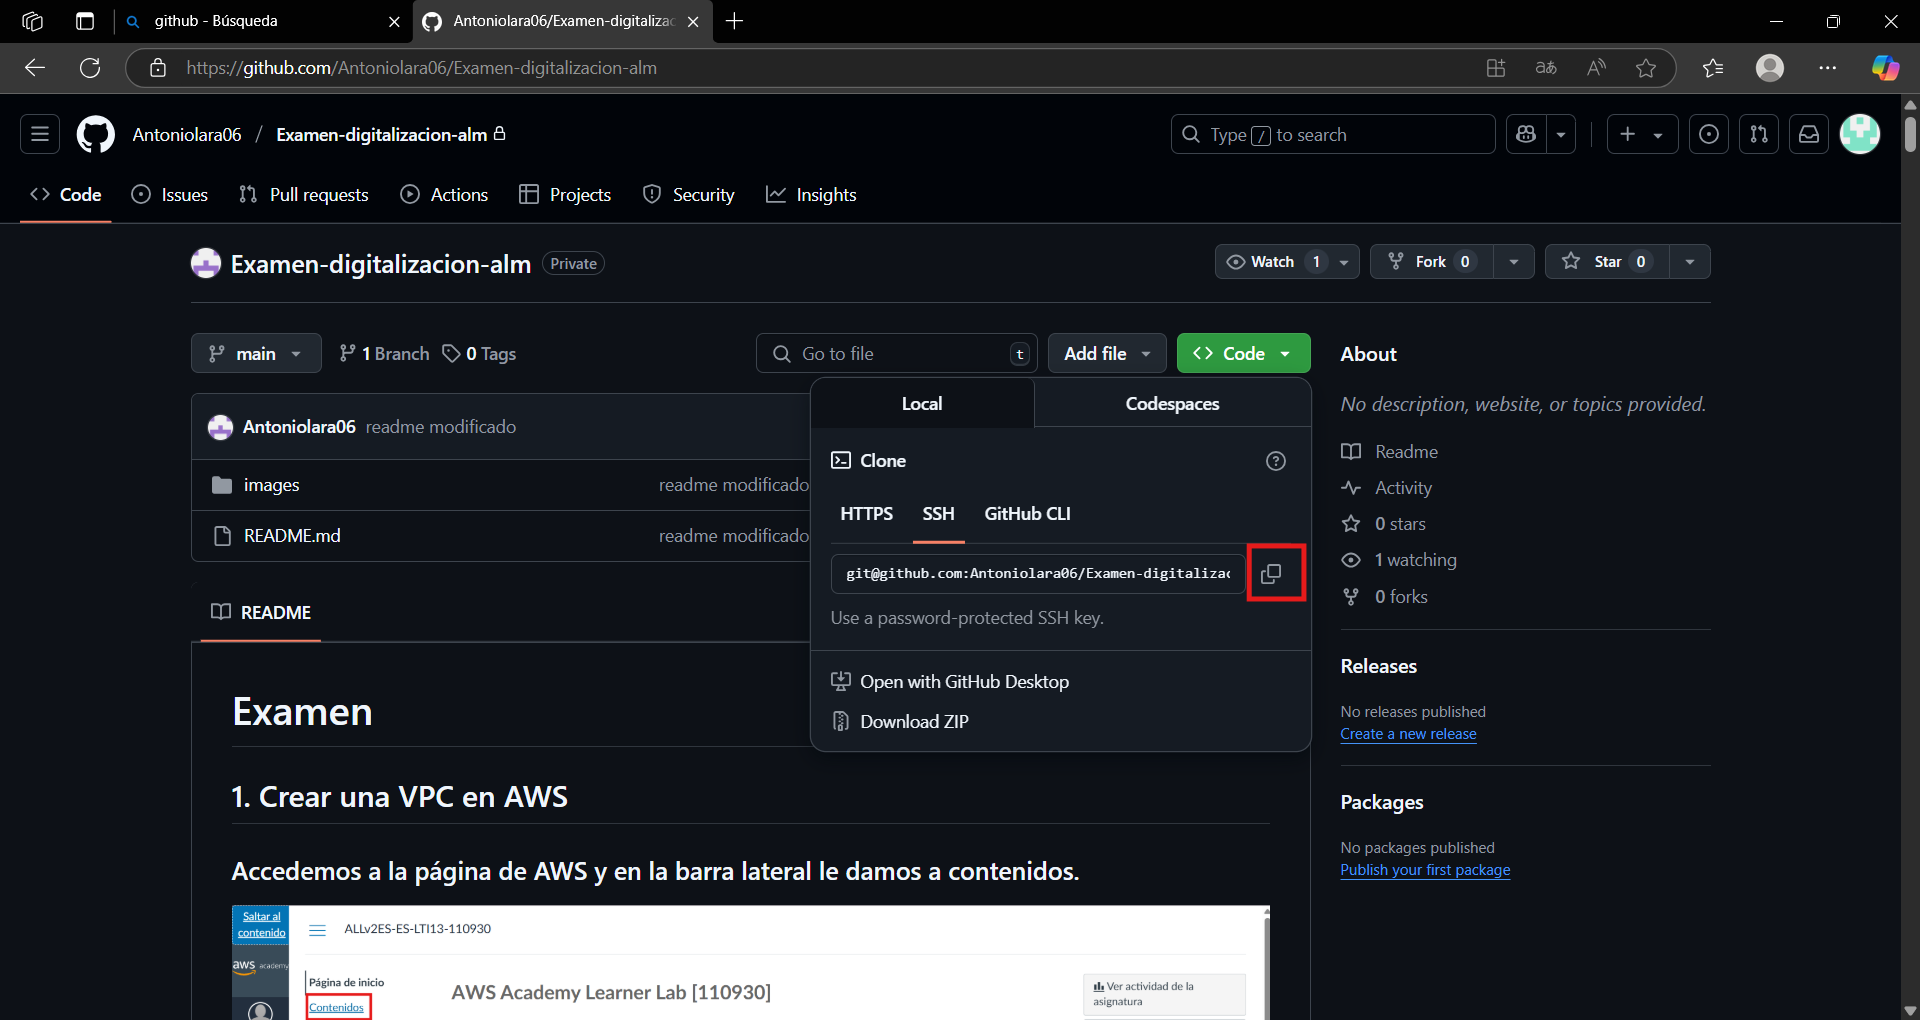 github - Búsqueda
Antoniolara06/Examen-digitalizac
https://github.com/Antoniolara06/Examen-digitalizacion-alm
Antoniolara06 / Examen-digitalizacion-alm
Type / to search
Code
Issues
Pull requests
Actions
Projects
Security
Insights
Examen-digitalizacion-alm Private
Watch 1
Fork 0
Star 0
main
1 Branch
0 Tags
Go to file t
Add file
Code
About
Local
Codespaces
No description, website, or topics provided.
Antoniolara06 readme modificado
Clone
Readme
images readme modificado
Activity
HTTPS
SSH
GitHub CLI
0 stars
README.md readme modificado
1 watching
git@github.com:Antoniolara06/Examen-digitalizac
0 forks
README
Use a password-protected SSH key.
Open with GitHub Desktop
Download ZIP
Releases
No releases published
Create a new release
Examen
1. Crear una VPC en AWS
Packages
No packages published
Publish your first package
Accedemos a la página de AWS y en la barra lateral le damos a contenidos.
Saltar al
contenido
ALLv2ES-ES-LTI13-110930
aws academy
Página de inicio
Contenidos
AWS Academy Learner Lab [110930]
Ver actividad de la
asignatura